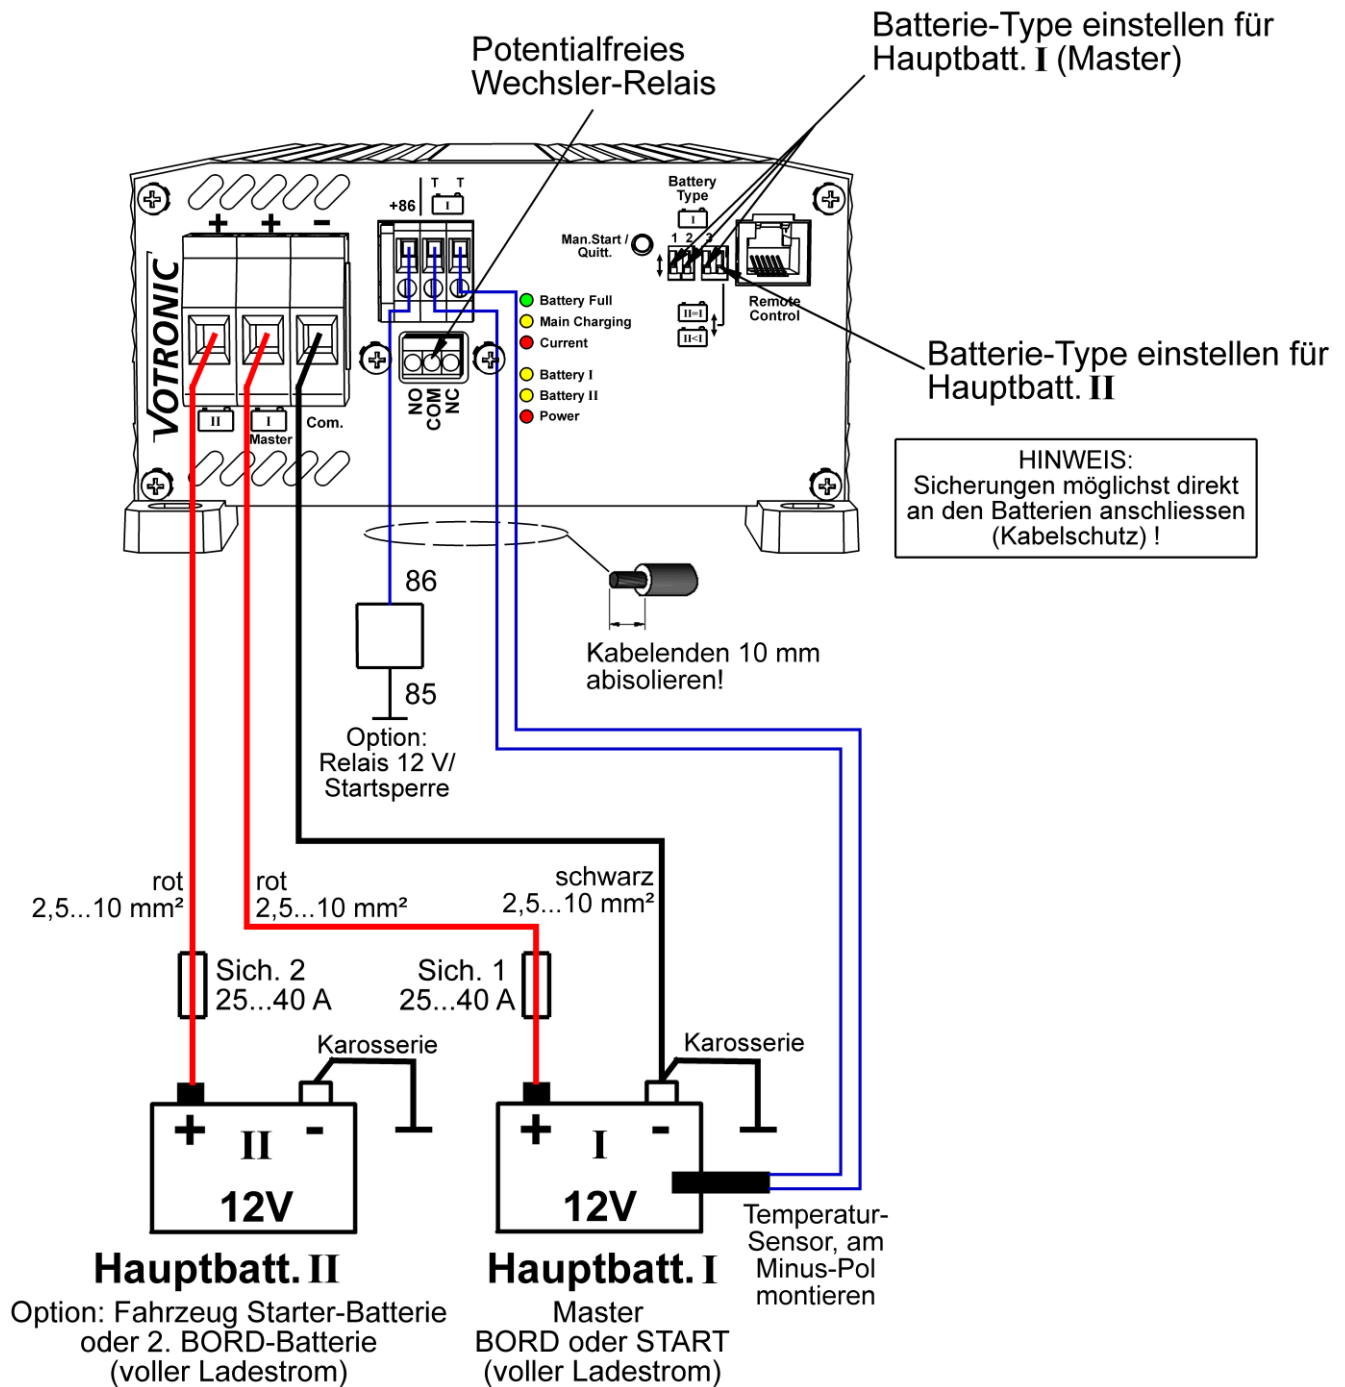 Potentialfreies
Wechsler-Relais
Batterie-Type einstellen für
Hauptbatt. I (Master)
+86
T T
I
Battery
Type
I
1 2 3
Man.Start /
Quitt.
+ + -
VOTRONIC
Battery Full
Main Charging
Current
Battery I
Battery II
Power
II=I
II<I
Remote
Control
NO
COM
NC
II
I
Master
Com.
Batterie-Type einstellen für
Hauptbatt. II
HINWEIS:
Sicherungen möglichst direkt
an den Batterien anschliessen
(Kabelschutz) !
86
85
Option:
Relais 12 V/
Startsperre
Kabelenden 10 mm
abisolieren!
rot
2,5...10 mm²
rot
2,5...10 mm²
schwarz
2,5...10 mm²
Sich. 2
25...40 A
Sich. 1
25...40 A
Karosserie
Karosserie
+ II -
12V
+ I -
12V
Temperatur-
Sensor, am
Minus-Pol
montieren
Hauptbatt. II
Option: Fahrzeug Starter-Batterie
oder 2. BORD-Batterie
(voller Ladestrom)
Hauptbatt. I
Master
BORD oder START
(voller Ladestrom)